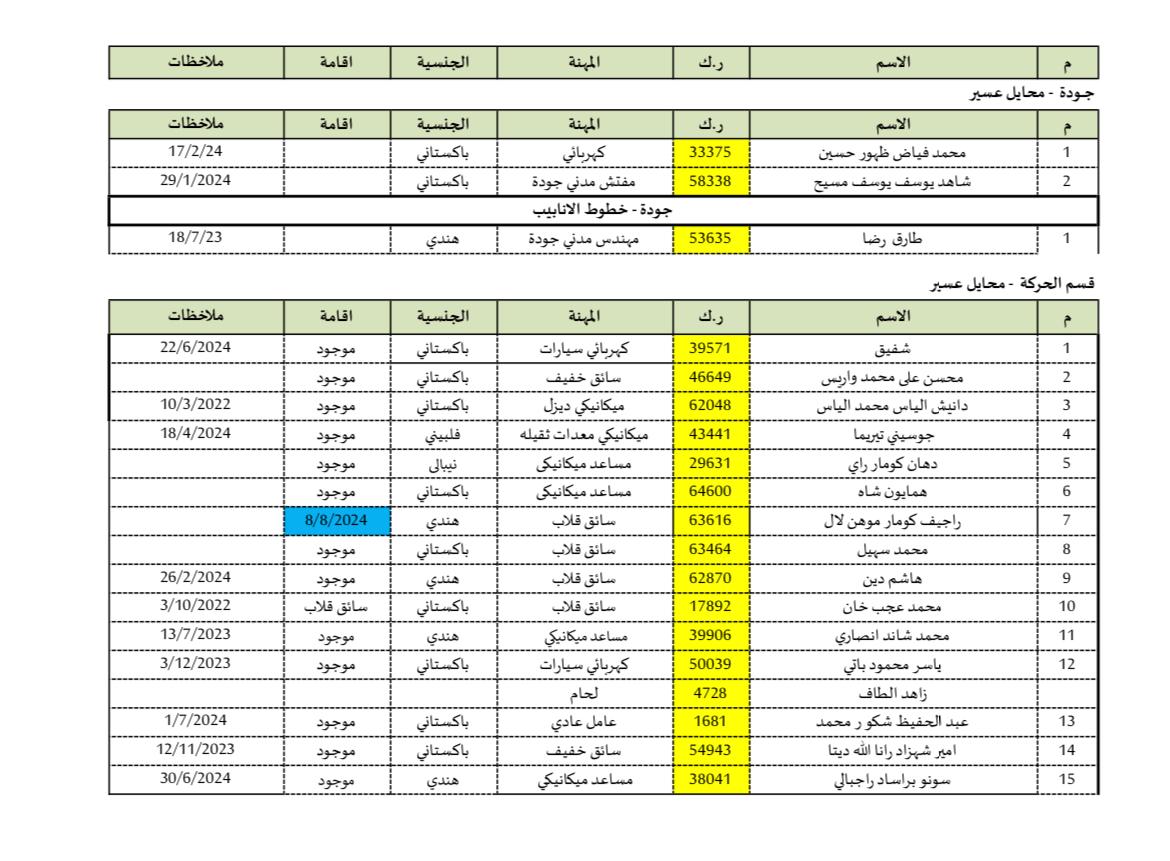 م الاسم ر.ك المهنة الجنسية اقامة ملاحظات
جودة - محايل عسير
م الاسم ر.ك المهنة الجنسية اقامة ملاحظات
1 محمد فياض ظهور حسين 33375 كهربائي باكستاني 17/2/24
2 شاهد يوسف يوسف مسيح 58338 مفتش مدني جودة باكستاني 29/1/2024
جودة - خطوط الانابيب
1 طارق رضا 53635 مهندس مدني جودة هندي 18/7/23
قسم الحركة - محايل عسير
م الاسم ر.ك المهنة الجنسية اقامة ملاحظات
1 شفيق 39571 كهربائي سيارات باكستاني موجود 22/6/2024
2 محسن على محمد واريس 46649 سائق خفيف باكستاني موجود
3 دانيش الياس محمد الياس 62048 ميكانيكي ديزل باكستاني موجود 10/3/2022
4 جوسيني تيريما 43441 ميكانيكي معدات ثقيله فلبيني موجود 18/4/2024
5 دهان كومار راي 29631 مساعد ميكانيكى نيبالى موجود
6 همايون شاه 64600 مساعد ميكانيكى باكستاني موجود
7 راجيف كومار موهن لال 63616 سائق قلاب هندي 8/8/2024
8 محمد سهيل 63464 سائق قلاب باكستاني موجود
9 هاشم دين 62870 سائق قلاب هندي موجود 26/2/2024
10 محمد عجب خان 17892 سائق قلاب باكستاني سائق قلاب 3/10/2022
11 محمد شاند انصاري 39906 مساعد ميكانيكي هندي موجود 13/7/2023
12 ياسر محمود باتي 50039 كهربائي سيارات باكستاني موجود 3/12/2023
زاهد الطاف 4728 لحام
13 عبد الحفيظ شكو ر محمد 1681 عامل عادي باكستاني موجود 1/7/2024
14 امير شهزاد رانا الله ديتا 54943 سائق خفيف باكستاني موجود 12/11/2023
15 سونو براساد راجبالي 38041 مساعد ميكانيكي هندي موجود 30/6/2024